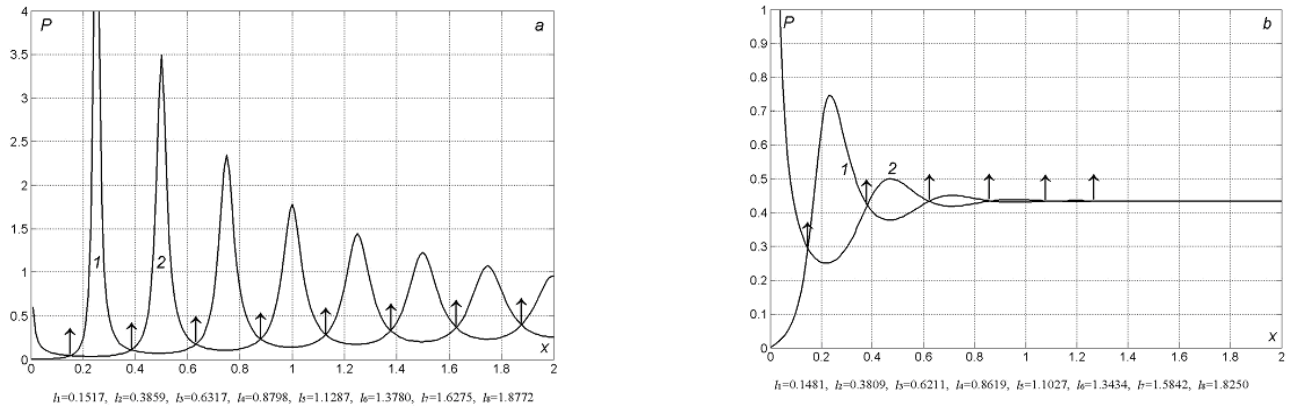 4
P
a
3.5
3
2.5
2
1.5
1
1
2
0.5
x
0
0 0.2 0.4 0.6 0.8 1.0 1.2 1.4 1.6 1.8 2
l₁=0.1517, l₂=0.3859, l₃=0.6317, l₄=0.8798, l₅=1.1287, l₆=1.3780, l₇=1.6275, l₈=1.8772
1
P
b
0.9
0.8
0.7
0.6
1
2
0.5
0.4
0.3
0.2
0.1
x
0
0 0.2 0.4 0.6 0.8 1.0 1.2 1.4 1.6 1.8 2
l₁=0.1481, l₂=0.3809, l₃=0.6211, l₄=0.8619, l₅=1.1027, l₆=1.3434, l₇=1.5842, l₈=1.8250